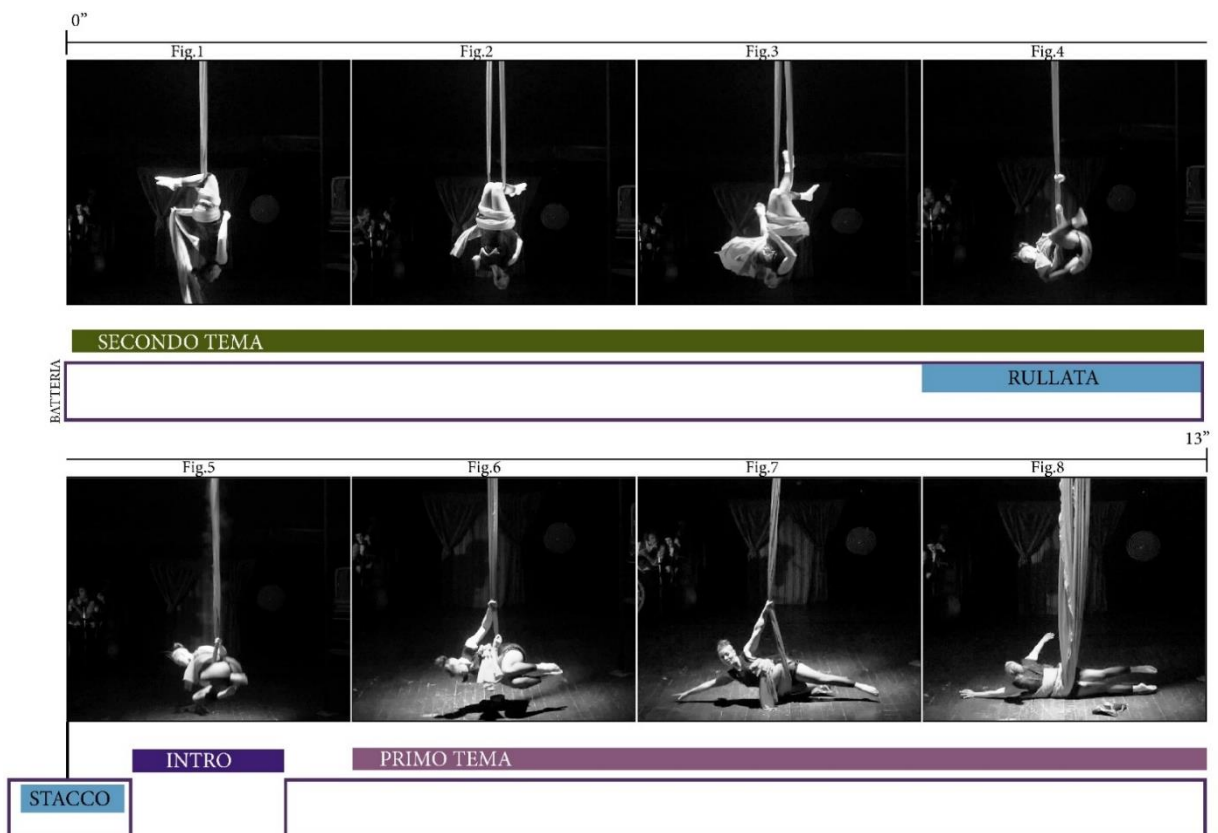 0”
Fig.1 Fig.2 Fig.3 Fig.4
SECONDO TEMA
BATTERIA
RULLATA
13”
Fig.5 Fig.6 Fig.7 Fig.8
INTRO PRIMO TEMA
STACCO